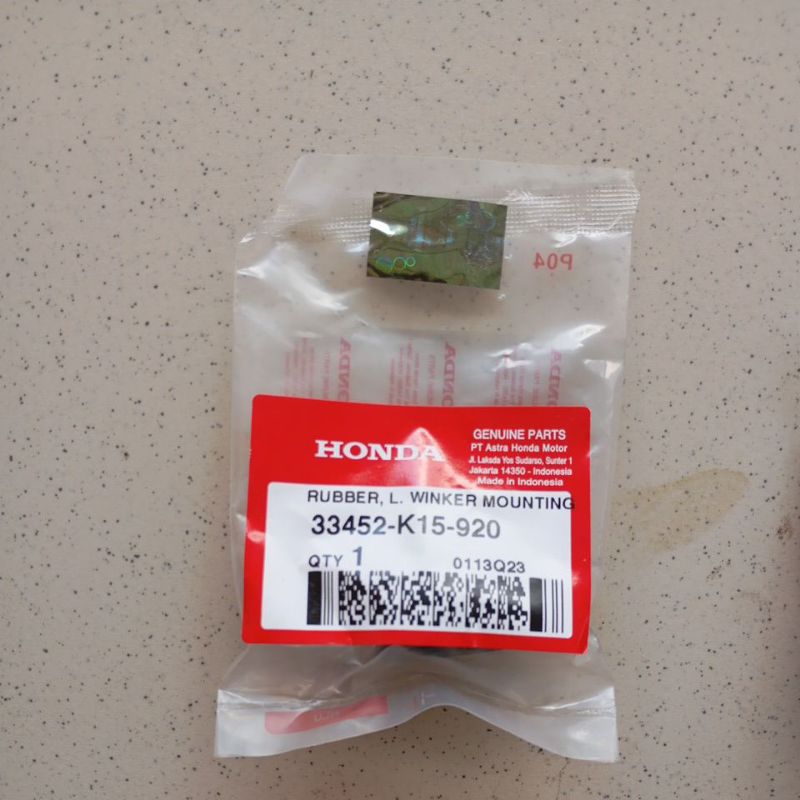 P04
HONDA
GENUINE PARTS
PT Astra Honda Motor
Jl. Laksda Yos Sudarso, Sunter 1
Jakarta 14350 - Indonesia
Made in Indonesia
RUBBER, L. WINKER MOUNTING
33452-K15-920
QTY 1 0113Q23